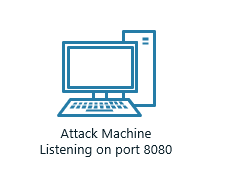 Attack Machine
Listening on port 8080